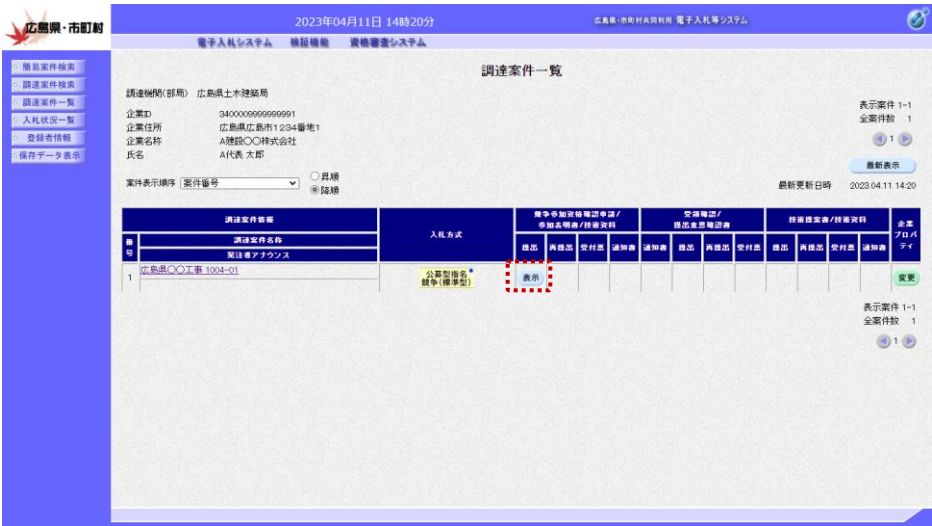 広島県・市町村
2023年04月11日 14時20分
広島県・市町村共同利用 電子入札等システム
電子入札システム 検証機能 資格審査システム
簡易案件検索
調達案件検索
調達案件一覧
入札状況一覧
登録者情報
保存データ表示
調達案件一覧
調達機関(部局) 広島県土木建築局
企業ID 3400009999999991
企業住所 広島県広島市1234番地1
企業名称 A建設〇〇株式会社
氏名 A代表 太郎
案件表示順序 案件番号
昇順
降順
表示案件 1-1
全案件数 1
1
最新表示
最新更新日時 2023.04.11 14:20
調達案件情報
番号
調達案件名称
発注者アナウンス
入札方式
競争参加資格確認申請/
参加表明書/技術資料
提出 再提出 受付票 通知書
受領確認/
提出意思確認書
通知書 提出 再提出 受付票
技術提案書/技術資料
提出 再提出 受付票 通知書
企業
プロパ
ティ
1 広島県〇〇工事 1004-01
公募型指名
競争(標準型)
表示
変更
表示案件 1-1
全案件数 1
1